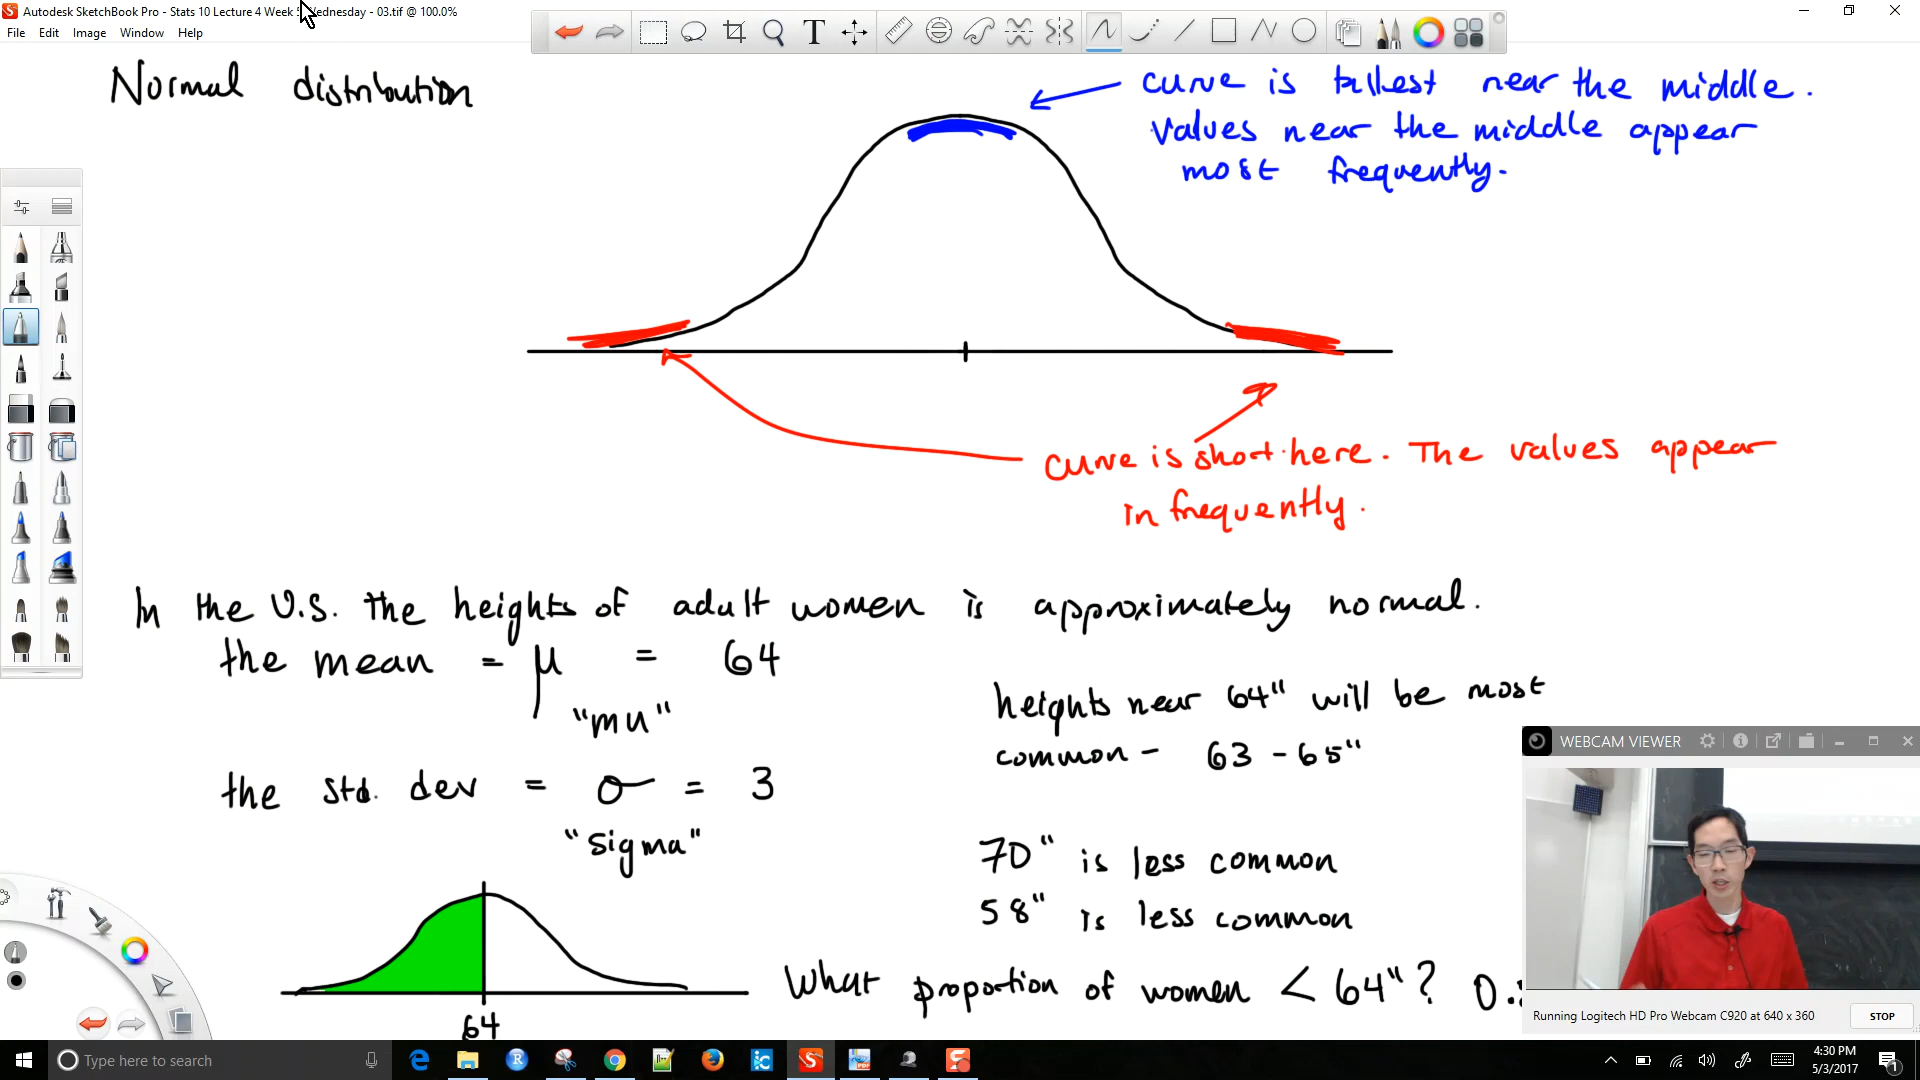 Autodesk SketchBook Pro - Stats 10 Lecture 4 Week Wednesday - 03.tif @ 100.0%
File Edit Image Window Help
Normal distribution
curve is tallest near the middle.
values near the middle appear
most frequently.
curve is short here. The values appear
infrequently.
In the U.S. the heights of adult women is approximately normal.
the mean = μ = 64
"mu"
heights near 64" will be most
common - 63 - 65"
the std. dev = σ = 3
"sigma"
70" is less common
58" is less common
What proportion of women < 64"? 0.
64
WEBCAM VIEWER
Running Logitech HD Pro Webcam C920 at 640 x 360
STOP
Type here to search
4:30 PM
5/3/2017